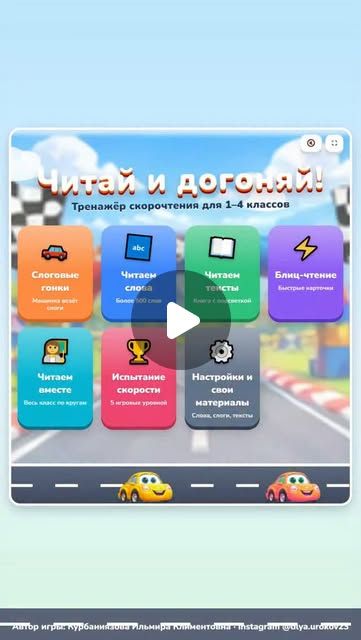 Читай и догоняй!
Тренажёр скорочтения для 1–4 классов
Слоговые
гонки
Машинка везёт
слоги
abc
Читаем
слова
Более 500 слов
Читаем
тексты
Книга с подсветкой
Блиц-чтение
Быстрые карточки
Читаем
вместе
Весь класс по кругам
Испытание
скорости
5 игровых уровней
Настройки и
свои
материалы
Слова, слоги, тексты
Автор игры: Курбаниязова Ильмира Климентовна · Instagram @dlya.urokov23